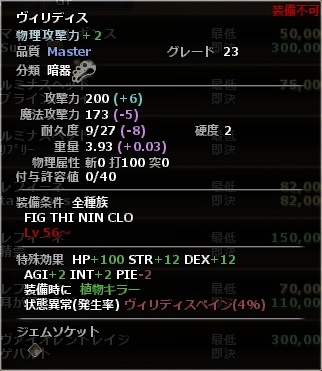 ヴィリディス
装備不可
物理攻撃力+2
品質 Master グレード 23
分類 暗器
攻撃力 200 (+6)
魔法攻撃力 173 (-5)
耐久度 9/27 (-8) 硬度 2
重量 3.93 (+0.03)
物理属性 斬0 打100 突0
付与許容値 0/40
装備条件 全種族
FIG THI NIN CLO
Lv 56～
特殊効果 HP+100 STR+12 DEX+12
AGI+2 INT+2 PIE-2
装備時に 植物キラー
状態異常(発生率) ヴィリディスペイン(4%)
ジェムソケット